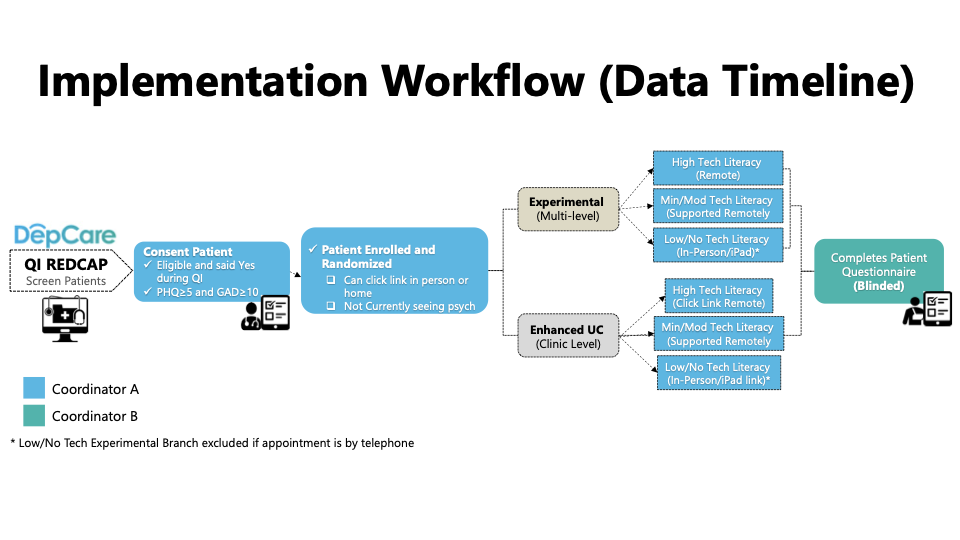 Implementation Workflow (Data Timeline)
DepCare
QI REDCAP
Screen Patients
Consent Patient
✓ Eligible and said Yes
during QI
✓ PHQ≥5 and GAD≥10
✓ Patient Enrolled and
Randomized
❑ Can click link in person or
home
❑ Not Currently seeing psych
Experimental
(Multi-level)
High Tech Literacy
(Remote)
Min/Mod Tech Literacy
(Supported Remotely
Low/No Tech Literacy
(In-Person/iPad)*
Enhanced UC
(Clinic Level)
High Tech Literacy
(Click Link Remote)
Min/Mod Tech Literacy
(Supported Remotely
Low/No Tech Literacy
(In-Person/iPad link)*
Completes Patient
Questionnaire
(Blinded)
Coordinator A
Coordinator B
* Low/No Tech Experimental Branch excluded if appointment is by telephone